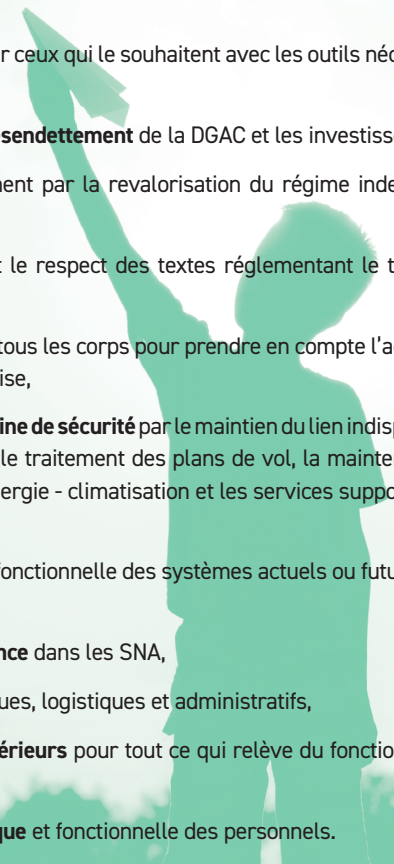 r ceux qui le souhaitent avec les outils néc
sendettement de la DGAC et les investiss
ent par la revalorisation du régime inde
t le respect des textes réglementant le t
tous les corps pour prendre en compte l'a
ise,
ine de sécurité par le maintien du lien indisp
le traitement des plans de vol, la mainte
ergie - climatisation et les services suppo
fonctionnelle des systèmes actuels ou futu
nce dans les SNA,
ues, logistiques et administratifs,
érieurs pour tout ce qui relève du fonctio
que et fonctionnelle des personnels.